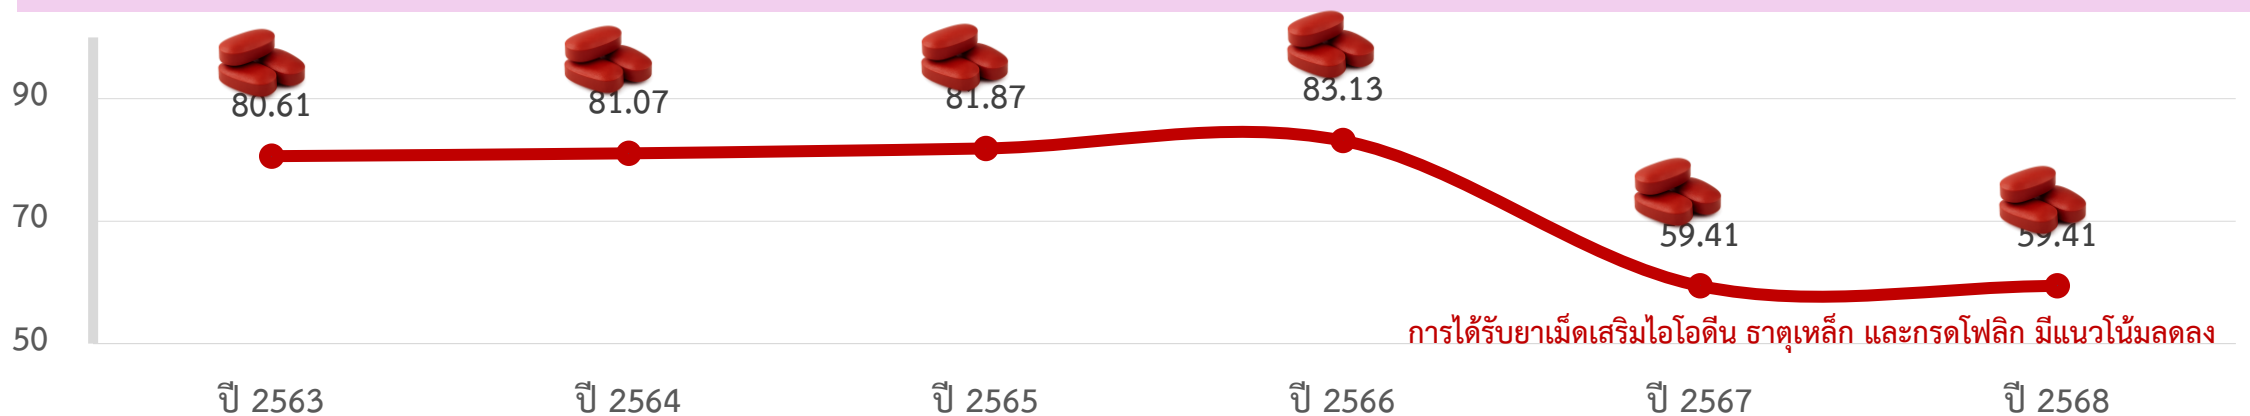 90
80.61
81.07
81.87
83.13
70
59.41
59.41
50
การได้รับยาเม็ดเสริมไอโอดีน ธาตุเหล็ก และกรดโฟลิก มีแนวโน้มลดลง
ปี 2563
ปี 2564
ปี 2565
ปี 2566
ปี 2567
ปี 2568